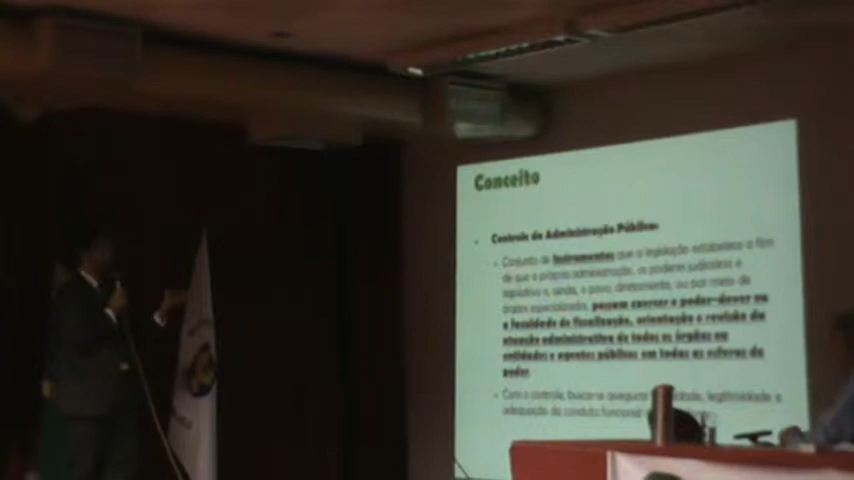 Conceito
• Controle da Administração Pública:
Conjunto de instrumentos que a legislação estabelece a fim
de que a própria administração, os poderes judiciário e
legislativo e, ainda, o povo, diretamente, ou por meio de
órgãos especializados, possam exercer o poder-dever ou
a faculdade de fiscalização, orientação e revisão da
atuação administrativa de todos os órgãos ou
entidades e agentes públicos em todas as esferas de
poder
Com o controle, busca-se assegurar legitimidade e
adequação da conduta funcional